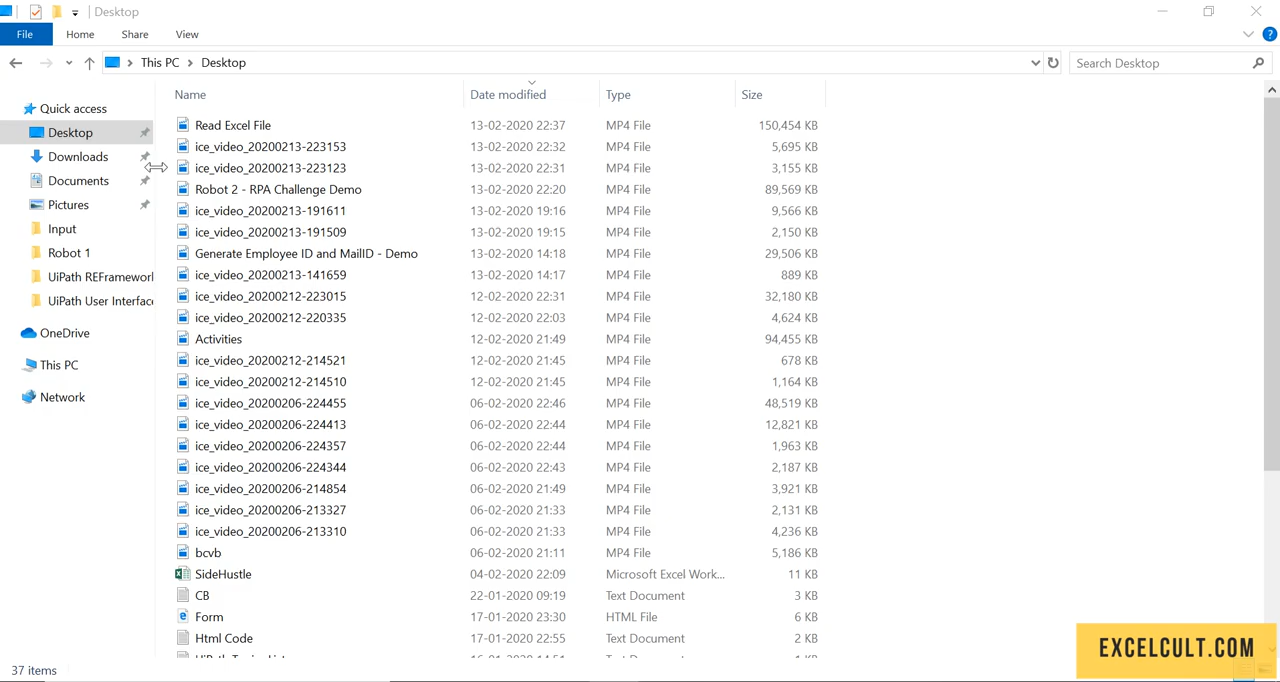 Desktop
File Home Share View
This PC Desktop Search Desktop
Name Date modified Type Size
Quick access
Desktop
Downloads
Documents
Pictures
Input
Robot 1
UiPath REFramework
UiPath User Interface
OneDrive
This PC
Network
Read Excel File 13-02-2020 22:37 MP4 File 150,454 KB
ice_video_20200213-223153 13-02-2020 22:32 MP4 File 5,695 KB
ice_video_20200213-223123 13-02-2020 22:31 MP4 File 3,155 KB
Robot 2 - RPA Challenge Demo 13-02-2020 22:20 MP4 File 89,569 KB
ice_video_20200213-191611 13-02-2020 19:16 MP4 File 9,566 KB
ice_video_20200213-191509 13-02-2020 19:15 MP4 File 2,150 KB
Generate Employee ID and MailID - Demo 13-02-2020 14:18 MP4 File 29,506 KB
ice_video_20200213-141659 13-02-2020 14:17 MP4 File 889 KB
ice_video_20200212-223015 12-02-2020 22:31 MP4 File 32,180 KB
ice_video_20200212-220335 12-02-2020 22:03 MP4 File 4,624 KB
Activities 12-02-2020 21:49 MP4 File 94,455 KB
ice_video_20200212-214521 12-02-2020 21:45 MP4 File 678 KB
ice_video_20200212-214510 12-02-2020 21:45 MP4 File 1,164 KB
ice_video_20200206-224455 06-02-2020 22:46 MP4 File 48,519 KB
ice_video_20200206-224413 06-02-2020 22:44 MP4 File 12,821 KB
ice_video_20200206-224357 06-02-2020 22:44 MP4 File 1,963 KB
ice_video_20200206-224344 06-02-2020 22:43 MP4 File 2,187 KB
ice_video_20200206-214854 06-02-2020 21:49 MP4 File 3,921 KB
ice_video_20200206-213327 06-02-2020 21:33 MP4 File 2,131 KB
ice_video_20200206-213310 06-02-2020 21:33 MP4 File 4,236 KB
bcvb 06-02-2020 21:11 MP4 File 5,186 KB
SideHustle 04-02-2020 22:09 Microsoft Excel Work... 11 KB
CB 22-01-2020 09:19 Text Document 3 KB
Form 17-01-2020 23:30 HTML File 6 KB
Html Code 17-01-2020 22:55 Text Document 2 KB
37 items
EXCELCULT.COM